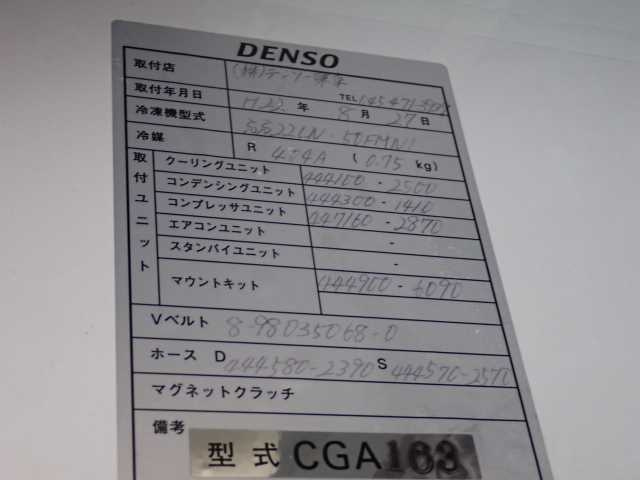 DENSO
取付店 (株)デンソー東京
TEL
取付年月日 H22 年 8 月 27 日
冷凍機型式
冷媒 R 404A ( 0.75 kg)
取付ユニット
クーリングユニット 444100 - 2500
コンデンシングユニット 444300 - 1410
コンプレッサユニット 447160 - 2870
エアコンユニット -
スタンバイユニット -
マウントキット 444900 - 6090
Vベルト 8-98035068-0
ホース D 444580-2390 S 444570-2570
マグネットクラッチ
備考
型式 CGA103